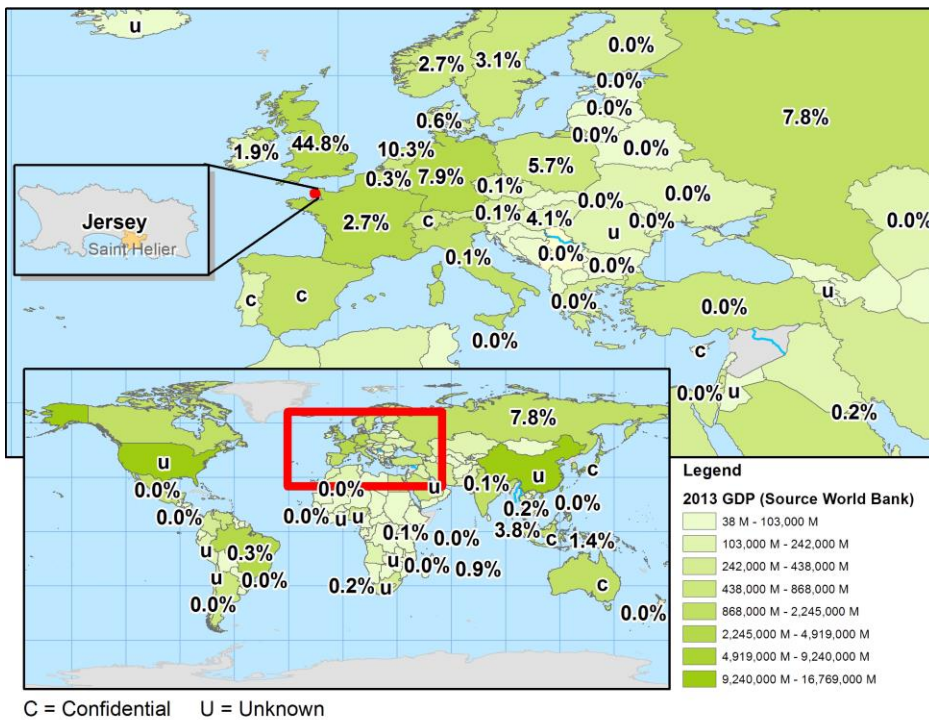 u
2.7%
3.1%
0.0%
0.0%
0.0%
7.8%
0.6%
0.0%
0.0%
1.9%
44.8%
10.3%
5.7%
0.3%
7.9%
0.1%
0.0%
0.0%
Jersey
Saint Helier
2.7%
c
0.1%
4.1%
u
0.0%
0.0%
0.1%
0.0%
0.0%
c
c
0.0%
0.0%
u
0.0%
c
0.0%
u
0.2%
7.8%
u
0.0%
0.0%
u
0.1%
u
c
0.0%
0.0%
u
u
0.2%
0.0%
u
0.3%
0.1%
0.0%
3.8%
c
1.4%
u
0.0%
0.0%
0.2%
u
u
0.0%
0.9%
c
0.0%
Legend
2013 GDP (Source World Bank)
38 M - 103,000 M
103,000 M - 242,000 M
242,000 M - 438,000 M
438,000 M - 868,000 M
868,000 M - 2,245,000 M
2,245,000 M - 4,919,000 M
4,919,000 M - 9,240,000 M
9,240,000 M - 16,769,000 M
C = Confidential U = Unknown